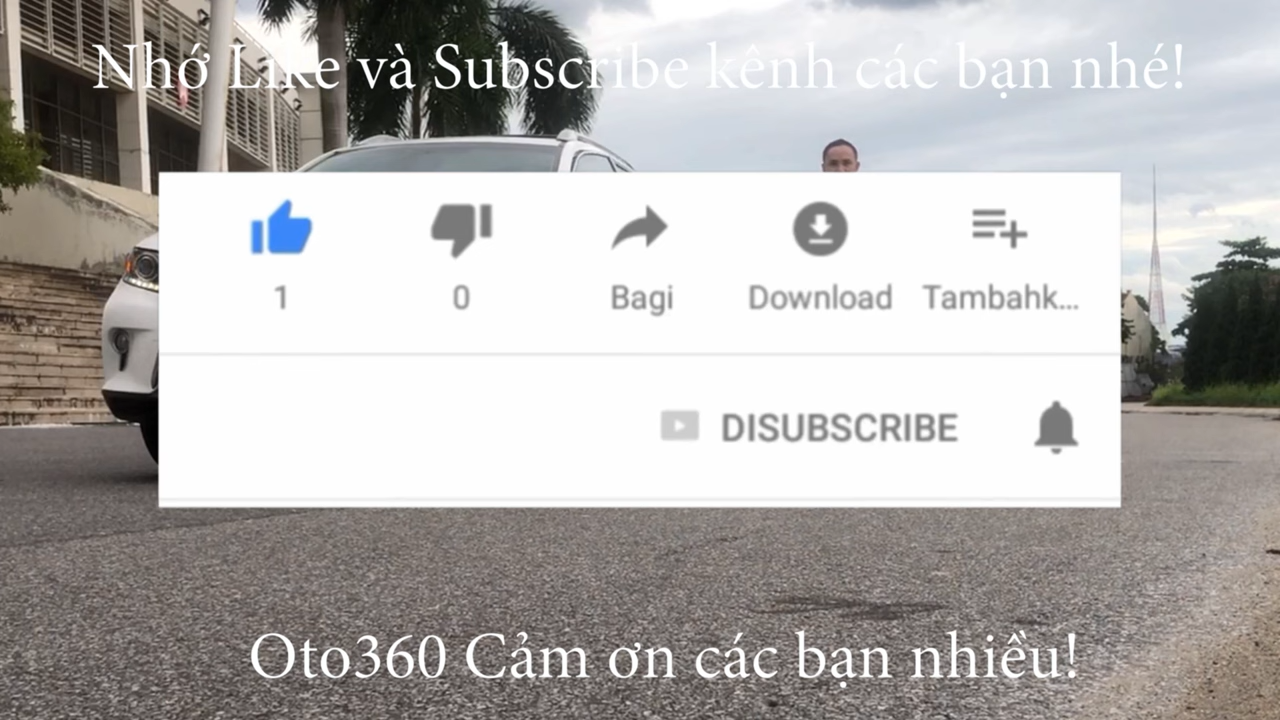 Nhớ Like và Subscribe kênh các bạn nhé!
1 0 Bagi Download Tambahk...
DISUBSCRIBE
Oto360 Cảm ơn các bạn nhiều!